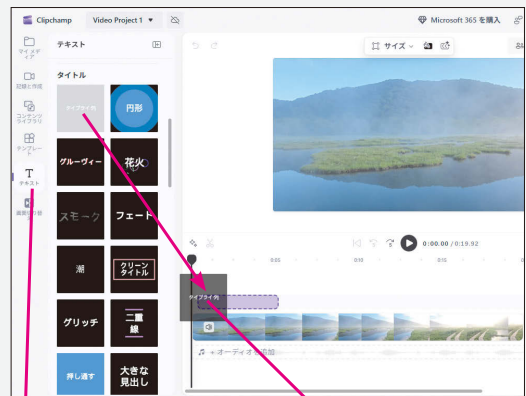 Clipchamp
Video Project 1
Microsoft 365 を購入
マイ メディア
記録と作成
コンテンツ ライブラリ
テンプレート
テキスト
テキスト
タイトル
タイプライタ
円形
グルーヴィー
花火
スモーク
フェード
潮
クリーン
タイトル
グリッチ
二重
線
押し通す
大きな
見出し
サイズ
0:00.00 / 0:19.92
0:05
0:10
0:15
タイプライタ
+ オーディオを追加